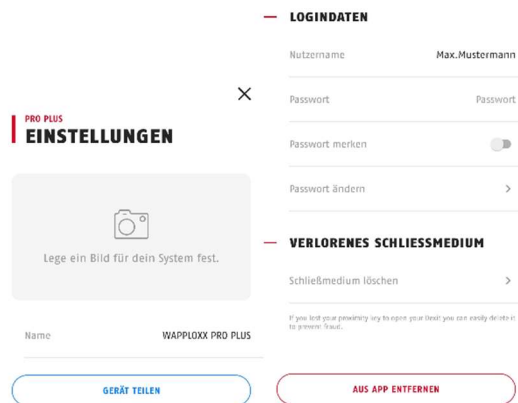 PRO PLUS
EINSTELLUNGEN
Lege ein Bild für dein System fest.
Name WAPPLOXX PRO PLUS
GERÄT TEILEN
LOGINDATEN
Nutzername Max.Mustermann
Passwort Passwort
Passwort merken
Passwort ändern
VERLORENES SCHLIESSMEDIUM
Schließmedium löschen
If you lost your proximity key to open your можно you can easily delete it
to prevent fraud.
AUS APP ENTFERNEN